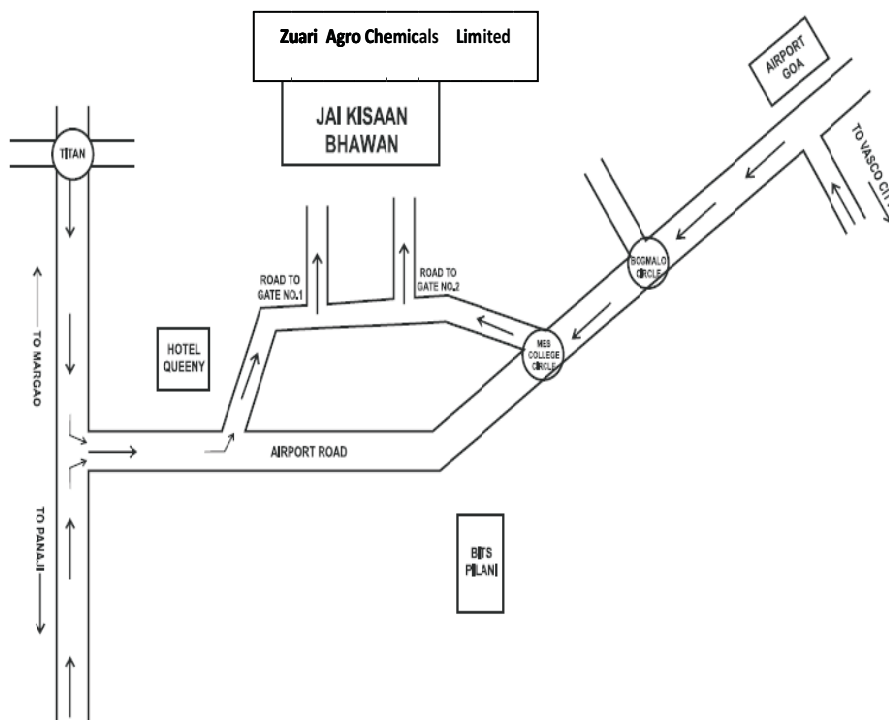 Zuari Agro Chemicals Limited
JAI KISAAN
BHAWAN
AIRPORT
GOA
TITAN
TO VASCO CITY
BOGMALO
CIRCLE
ROAD TO
GATE NO.1
ROAD TO
GATE NO.2
TO MARGAO
HOTEL
QUEENY
MES
COLLEGE
CIRCLE
AIRPORT ROAD
TO PANAJI
BITS
PILANI